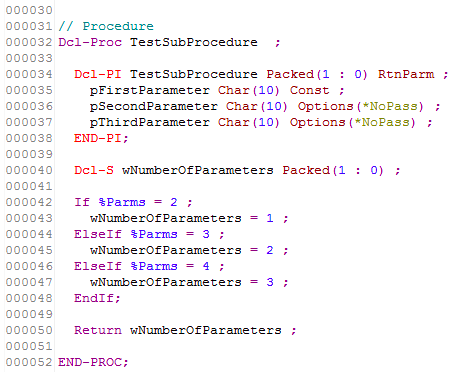 000030
000031 // Procedure
000032 Dcl-Proc TestSubProcedure  ;
000033
000034   Dcl-PI TestSubProcedure Packed(1 : 0) RtnParm ;
000035     pFirstParameter Char(10) Const ;
000036     pSecondParameter Char(10) Options(*NoPass) ;
000037     pThirdParameter Char(10) Options(*NoPass) ;
000038   END-PI;
000039
000040   Dcl-S wNumberOfParameters Packed(1 : 0) ;
000041
000042   If %Parms = 2 ;
000043     wNumberOfParameters = 1 ;
000044   ElseIf %Parms = 3 ;
000045     wNumberOfParameters = 2 ;
000046   ElseIf %Parms = 4 ;
000047     wNumberOfParameters = 3 ;
000048   EndIf;
000049
000050   Return wNumberOfParameters ;
000051
000052 END-PROC;